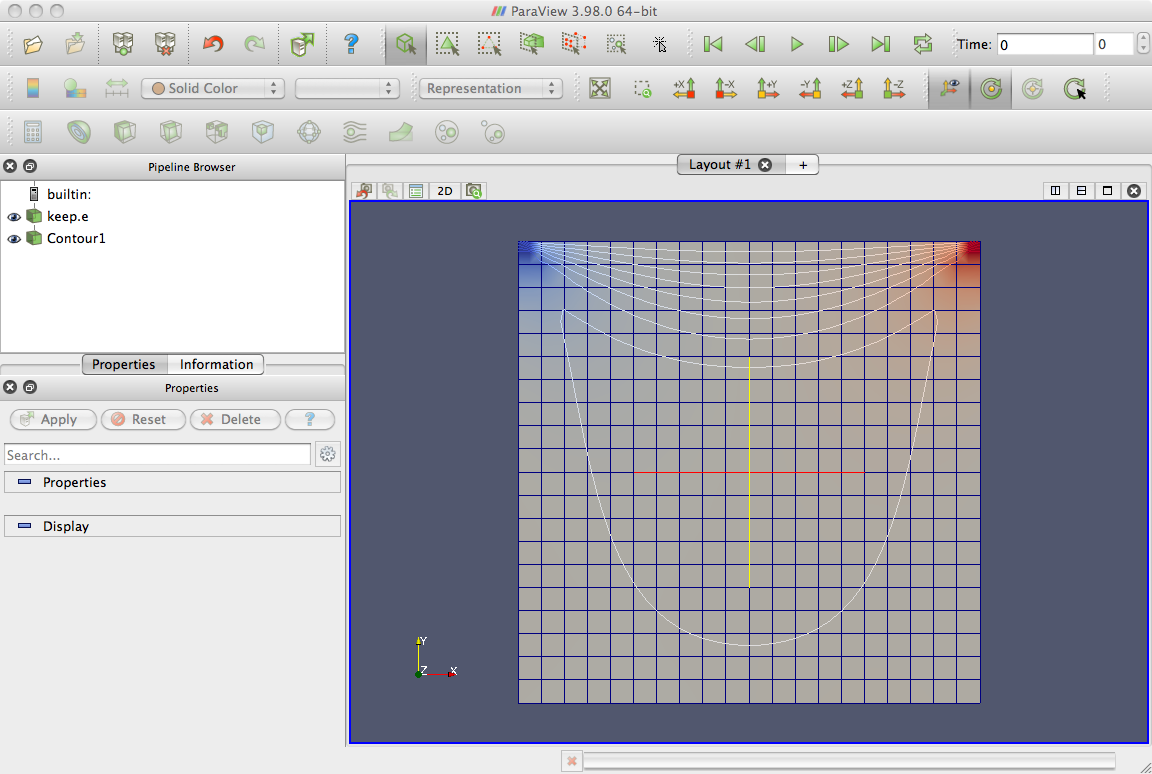 ParaView 3.98.0 64-bit
? Time: 0 0
Solid Color Representation +X -X +Y -Y +Z -Z
Pipeline Browser
Layout #1 +
builtin:
2D
keep.e
Contour1
Properties Information
Properties
Apply Reset Delete ?
Search...
Properties
Display
Y
Z X